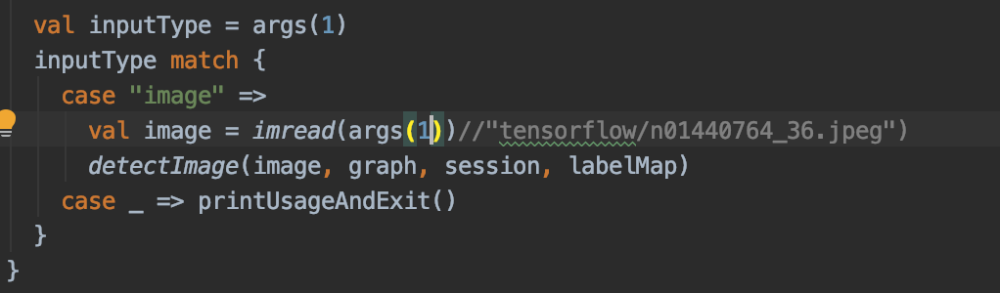 val inputType = args(1)
inputType match {
case "image" =>
val image = imread(args(1))//"tensorflow/n01440764_36.jpeg")
detectImage(image, graph, session, labelMap)
case _ => printUsageAndExit()
}
}